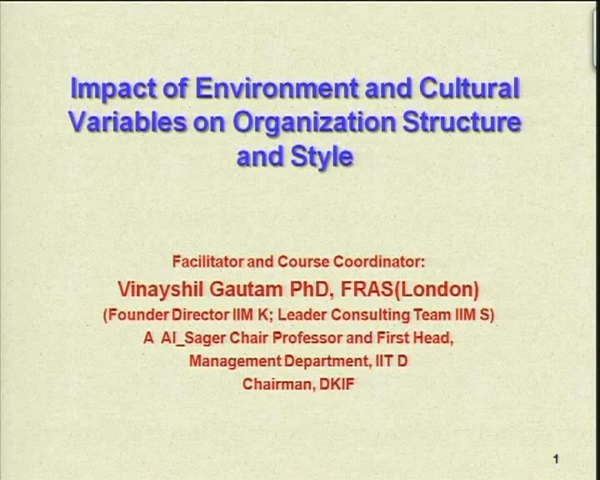 Impact of Environment and Cultural
Variables on Organization Structure
and Style
Facilitator and Course Coordinator:
Vinayshil Gautam PhD, FRAS(London)
(Founder Director IIM K; Leader Consulting Team IIM S)
A Al_Sager Chair Professor and First Head,
Management Department, IIT D
Chairman, DKIF
1